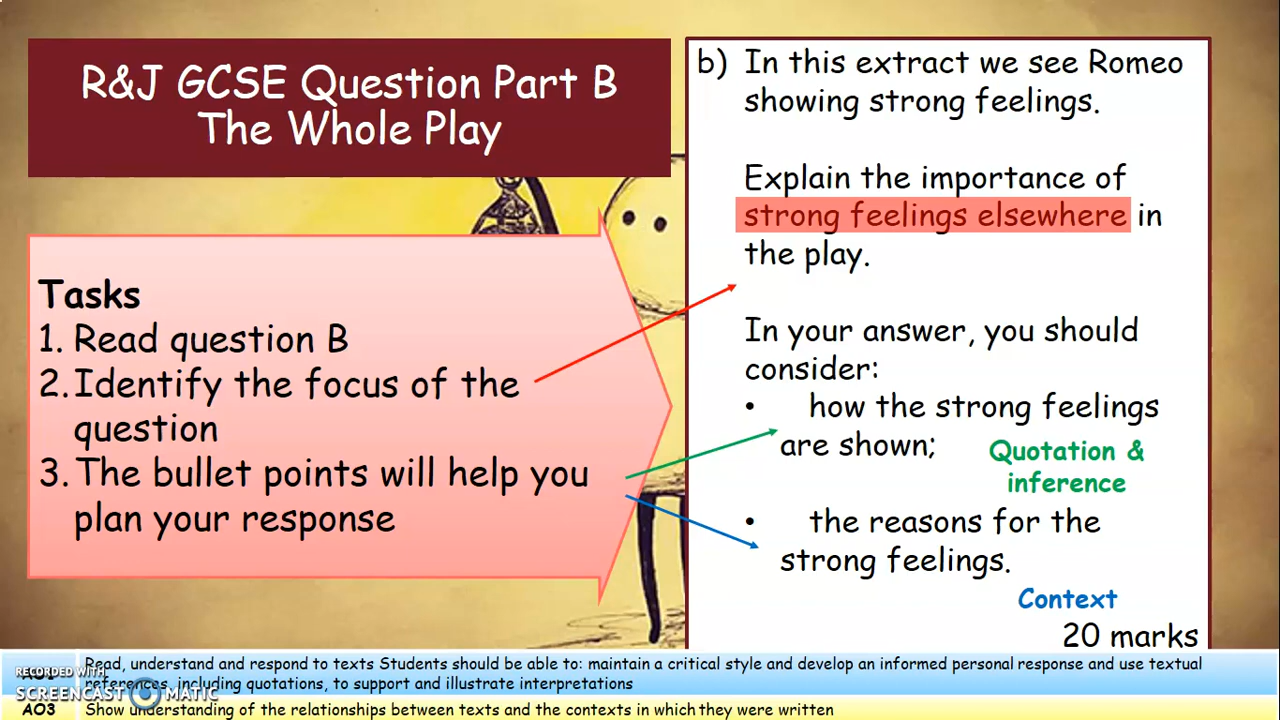 R&J GCSE Question Part B
The Whole Play
Tasks
1. Read question B
2. Identify the focus of the
question
3. The bullet points will help you
plan your response
b) In this extract we see Romeo
showing strong feelings.
Explain the importance of
strong feelings elsewhere in
the play.
In your answer, you should
consider:
• how the strong feelings
are shown;
Quotation &
inference
• the reasons for the
strong feelings.
Context
20 marks
Read, understand and respond to texts Students should be able to: maintain a critical style and develop an informed personal response and use textual
references, including quotations, to support and illustrate interpretations
RECORDED WITH
SCREENCAST MATIC
AO3 Show understanding of the relationships between texts and the contexts in which they were written